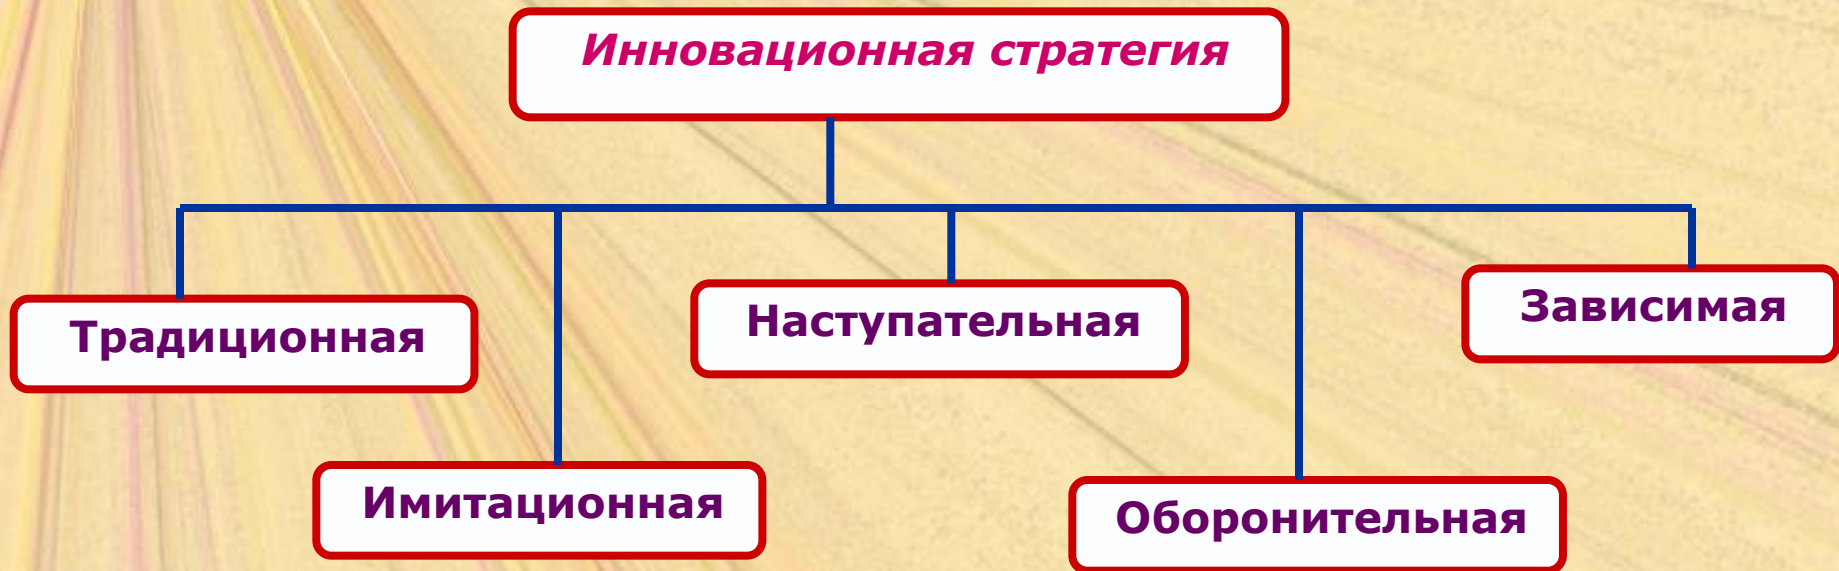 Инновационная стратегия
Традиционная
Наступательная
Зависимая
Имитационная
Оборонительная